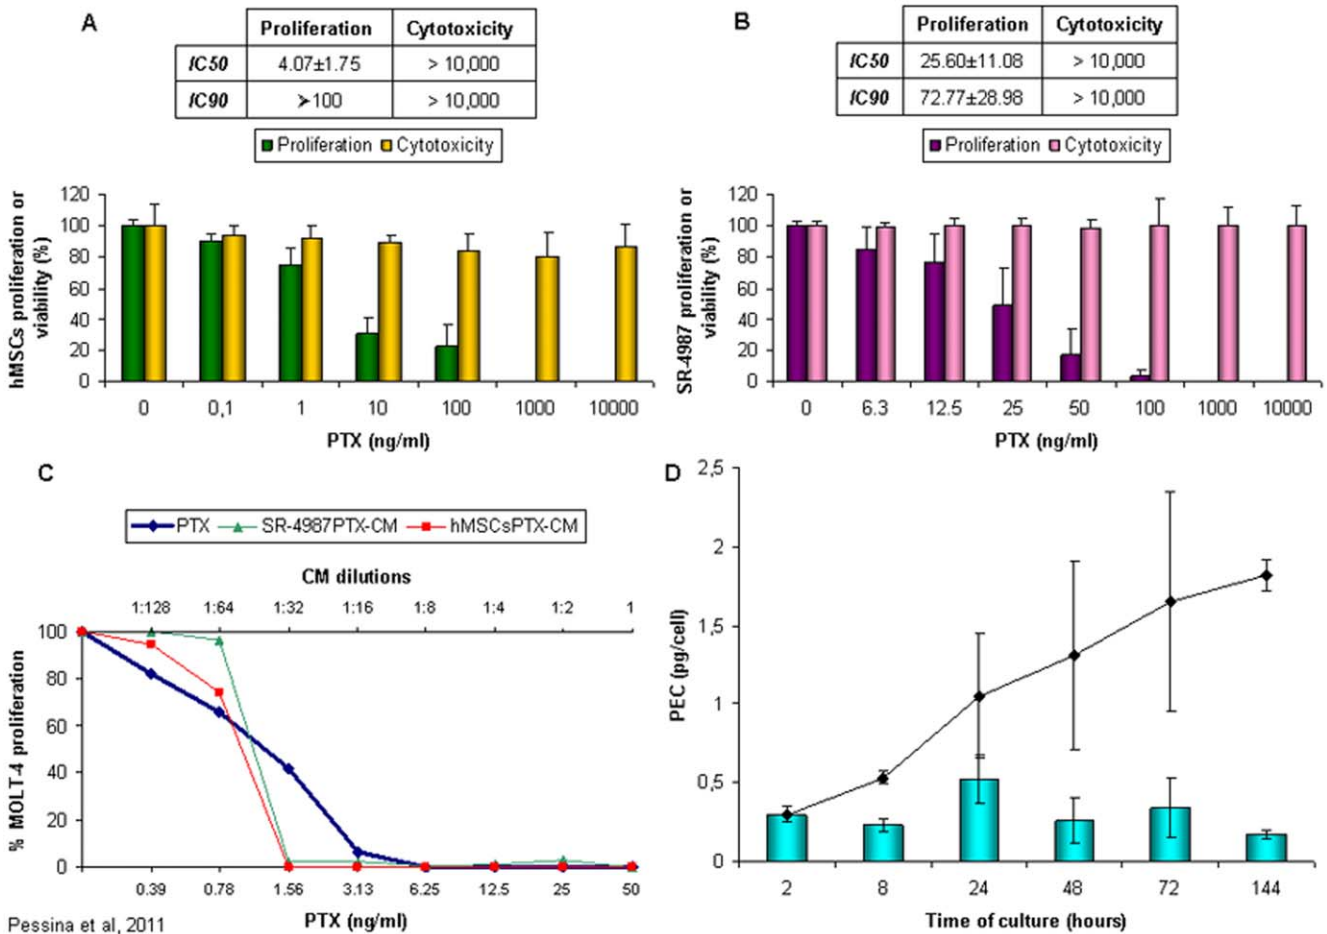 A
Proliferation Cytotoxicity
IC50 4.07±1.75 > 10,000
IC90 ➤100 > 10,000
Proliferation Cytotoxicity
hMSCs proliferation or
viability (%)
120
100
80
60
40
20
0
0 0,1 1 10 100 1000 10000
PTX (ng/ml)
B
Proliferation Cytotoxicity
IC50 25.60±11.08 > 10,000
IC90 72.77±28.98 > 10,000
Proliferation Cytotoxicity
SR-4987 proliferation or
viability (%)
120
100
80
60
40
20
0
0 6.3 12.5 25 50 100 1000 10000
PTX (ng/ml)
C
PTX SR-4987PTX-CM hMSCsPTX-CM
CM dilutions
1:128 1:64 1:32 1:16 1:8 1:4 1:2 1
% MOLT-4 proliferation
100
80
60
40
20
0
0.39 0.78 1.56 3.13 6.25 12.5 25 50
PTX (ng/ml)
D
PEC (pg/cell)
2,5
2
1,5
1
0,5
0
2 8 24 48 72 144
Time of culture (hours)
Pessina et al, 2011